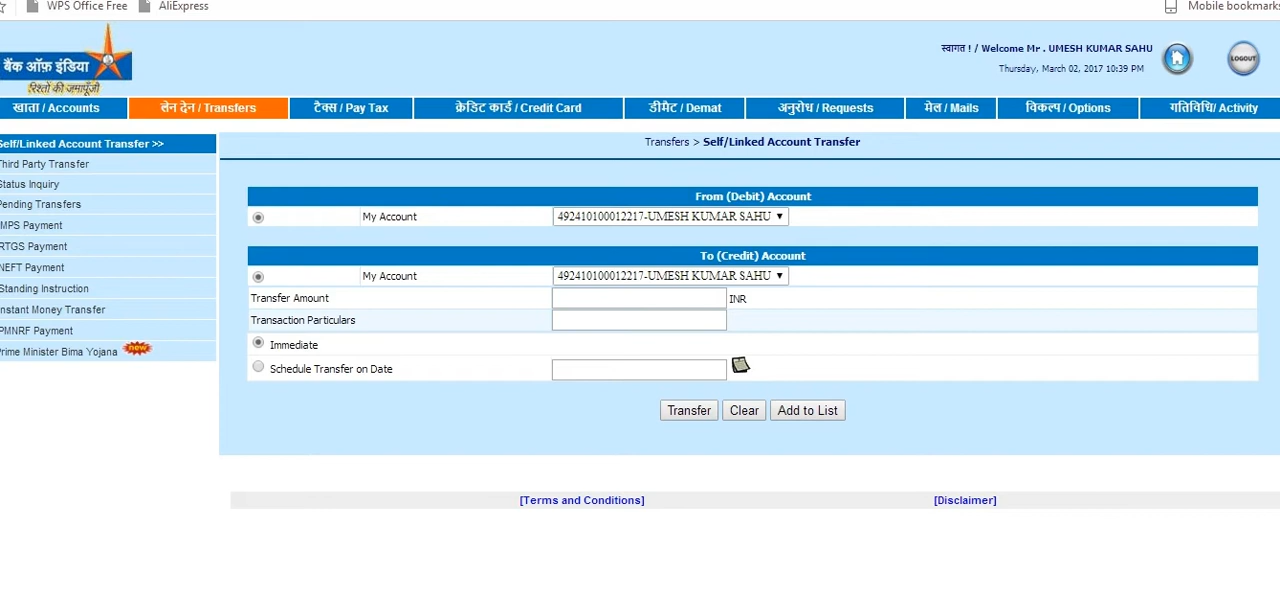 WPS Office Free AliExpress Mobile bookmarks
बैंक ऑफ़ इंडिया
रिश्तों की जमापूँजी
स्वागत ! / Welcome Mr . UMESH KUMAR SAHU
Thursday, March 02, 2017 10:39 PM
LOGOUT
खाता / Accounts लेन देन / Transfers टैक्स / Pay Tax क्रेडिट कार्ड / Credit Card डीमैट / Demat अनुरोध / Requests मेल / Mails विकल्प / Options गतिविधि/ Activity
Self/Linked Account Transfer >>
Third Party Transfer
Status Inquiry
Pending Transfers
IMPS Payment
RTGS Payment
NEFT Payment
Standing Instruction
Instant Money Transfer
PMNRF Payment
Prime Minister Bima Yojana new
Transfers > Self/Linked Account Transfer
From (Debit) Account
My Account 492410100012217-UMESH KUMAR SAHU
To (Credit) Account
My Account 492410100012217-UMESH KUMAR SAHU
Transfer Amount INR
Transaction Particulars
Immediate
Schedule Transfer on Date
Transfer Clear Add to List
[Terms and Conditions] [Disclaimer]